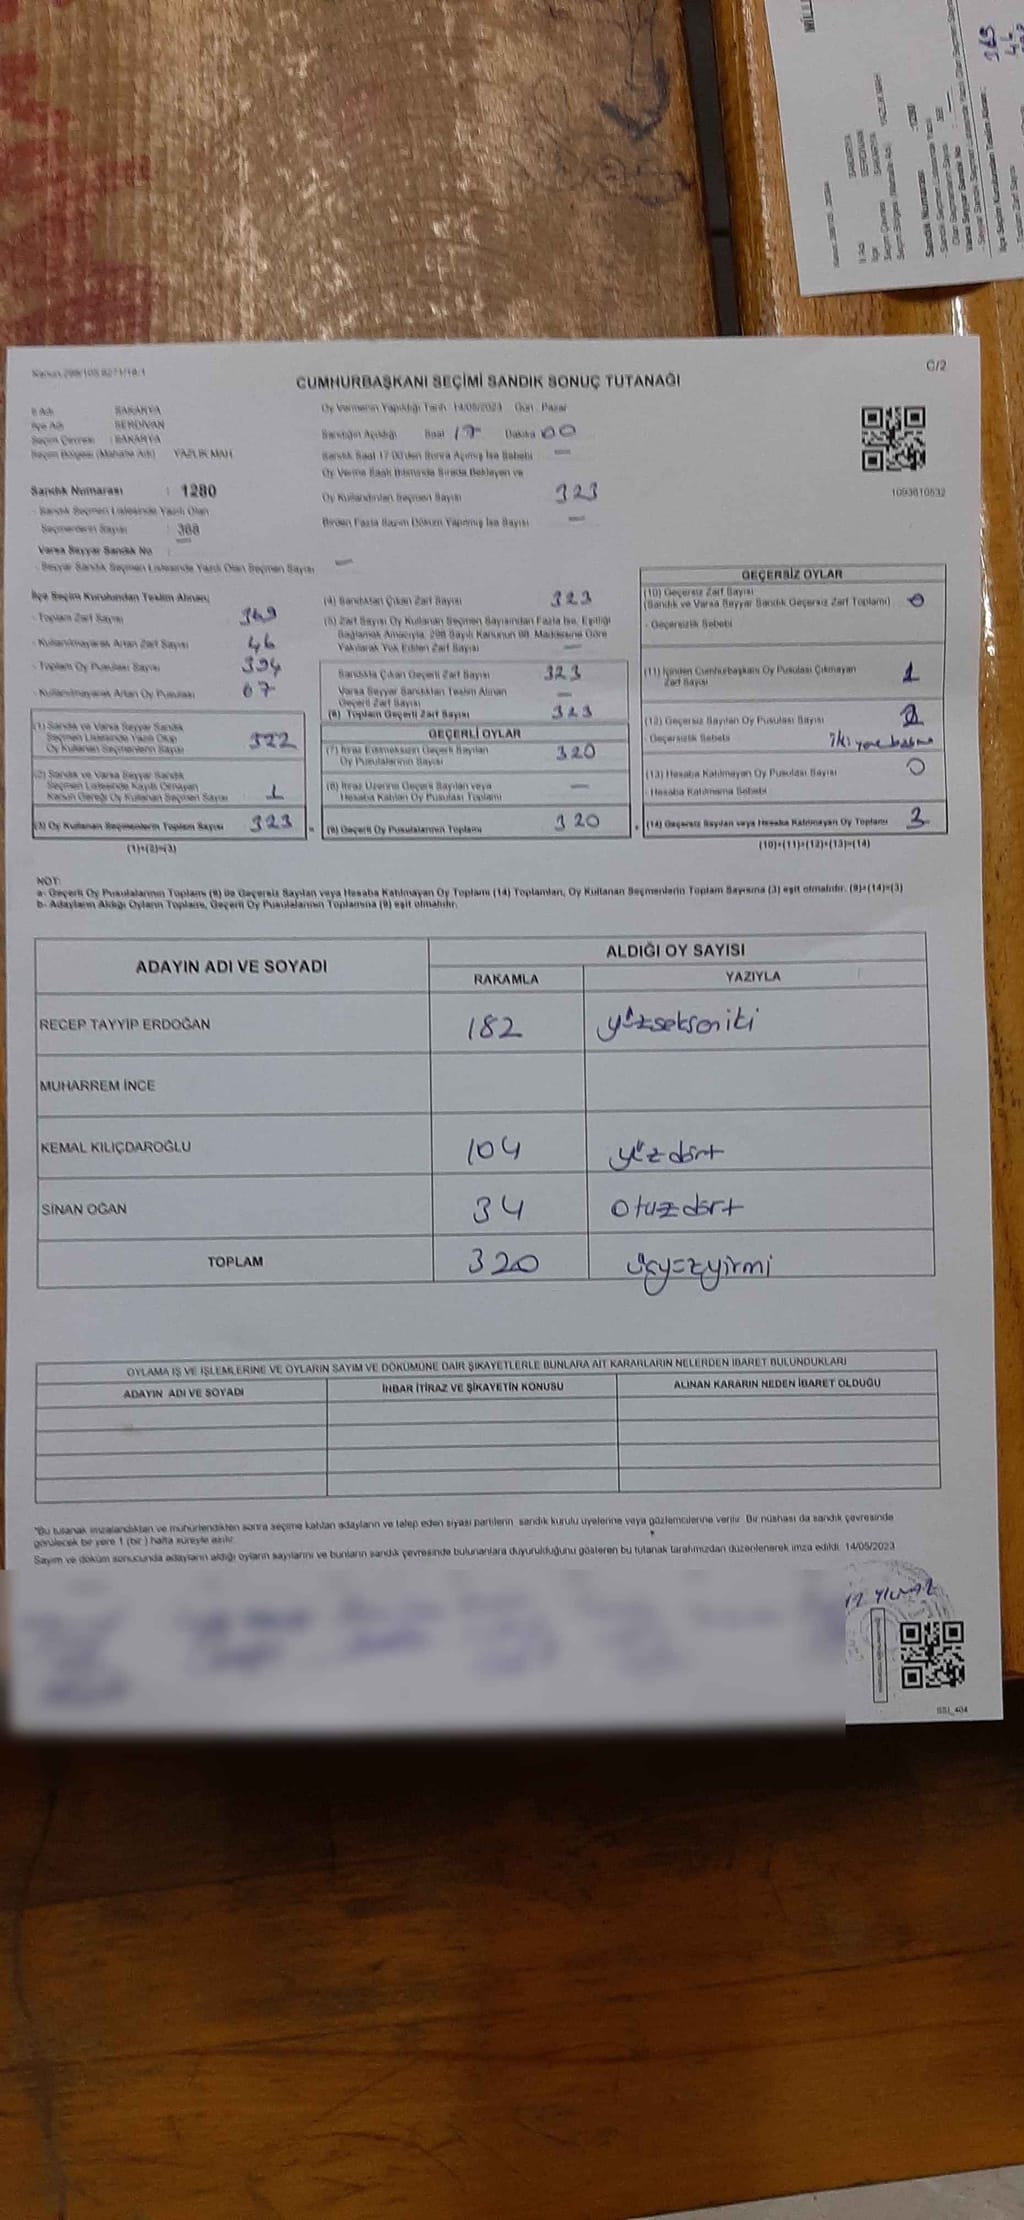 C/2
CUMHURBAŞKANI SEÇİMİ SANDIK SONUÇ TUTANAĞI
İl Adı SAKARYA
İlçe Adı SERDİVAN
Seçim Çevresi : SAKARYA
Seçim Bölgesi (Mahalle Adı) YAZLIK MAH
Sandık Numarası : 1280
- Sandık Seçmen Listesinde Yazılı Olan
Seçmenlerin Sayısı : 368
Varsa Seyyar Sandık No :
- Seyyar Sandık Seçmen Listesinde Yazılı Olan Seçmen Sayısı —
Oy Vermenin Yapıldığı Tarih : 14/05/2023 Gün : Pazar
Sandığın Açıldığı Saat 17 Dakika 00
Sandık Saat 17:00'den Sonra Açılmış İse Sebebi —
Oy Verme Saati Bitiminde Sırada Bekleyen ve
Oy Kullandırılan Seçmen Sayısı 323
Birden Fazla Sayım Döküm Yapılmış İse Sayısı —
1093610532
İlçe Seçim Kurulundan Teslim Alınan;
- Toplam Zarf Sayısı 369
- Kullanılmayarak Artan Zarf Sayısı 46
- Toplam Oy Pusulası Sayısı
- Kullanılmayarak Artan Oy Pusulası 67
(1) Sandık ve Varsa Seyyar Sandık
Seçmen Listesinde Yazılı Olup
Oy Kullanan Seçmenlerin Sayısı 322
(2) Sandık ve Varsa Seyyar Sandık
Seçmen Listesinde Kayıtlı Olmayan
Kanun Gereği Oy Kullanan Seçmen Sayısı 1
(3) Oy Kullanan Seçmenlerin Toplam Sayısı 323
(1)+(2)=(3)
(4) Sandıktan Çıkan Zarf Sayısı 323
(5) Zarf Sayısı Oy Kullanan Seçmen Sayısından Fazla İse, Eşitliği
Sağlamak Amacıyla, 298 Sayılı Kanunun 98. Maddesine Göre
Yakılarak Yok Edilen Zarf Sayısı —
Sandıkta Çıkan Geçerli Zarf Sayısı 323
Varsa Seyyar Sandıktan Teslim Alınan
Geçerli Zarf Sayısı —
(6) Toplam Geçerli Zarf Sayısı 323
GEÇERLİ OYLAR
(7) İtiraz Edilmeksizin Geçerli Sayılan
Oy Pusulalarının Sayısı 320
(8) İtiraz Üzerine Geçerli Sayılan veya
Hesaba Katılan Oy Pusulası Toplamı —
(9) Geçerli Oy Pusulalarının Toplamı 320
GEÇERSİZ OYLAR
(10) Geçersiz Zarf Sayısı
(Sandık ve Varsa Seyyar Sandık Geçersiz Zarf Toplamı) 0
- Geçersizlik Sebebi
(11) İçinden Cumhurbaşkanı Oy Pusulası Çıkmayan
Zarf Sayısı 1
(12) Geçersiz Sayılan Oy Pusulası Sayısı 2
- Geçersizlik Sebebi İki
(13) Hesaba Katılmayan Oy Pusulası Sayısı 0
- Hesaba Katılmama Sebebi
(14) Geçersiz Sayılan veya Hesaba Katılmayan Oy Toplamı 3
(10)+(11)+(12)+(13)=(14)
NOT:
a- Geçerli Oy Pusulalarının Toplamı (9) ile Geçersiz Sayılan veya Hesaba Katılmayan Oy Toplamı (14) Toplamları, Oy Kullanan Seçmenlerin Toplam Sayısına (3) eşit olmalıdır. (9)+(14)=(3)
b- Adayların Aldığı Oyların Toplamı, Geçerli Oy Pusulalarının Toplamına (9) eşit olmalıdır.
ADAYIN ADI VE SOYADI ALDIĞI OY SAYISI
RAKAMLA YAZIYLA
RECEP TAYYİP ERDOĞAN 182 yüzsekseniki
MUHARREM İNCE
KEMAL KILIÇDAROĞLU 104 yüzdört
SİNAN OĞAN 34 otuzdört
TOPLAM 320 üçyüzyirmi
OYLAMA İŞ VE İŞLEMLERİNE VE OYLARIN SAYIM VE DÖKÜMÜNE DAİR ŞİKAYETLERLE BUNLARA AİT KARARLARIN NELERDEN İBARET BULUNDUKLARI
ADAYIN ADI VE SOYADI İHBAR İTİRAZ VE ŞİKAYETİN KONUSU ALINAN KARARIN NEDEN İBARET OLDUĞU
"Bu tutanak imzalandıktan ve mühürlendikten sonra seçime katılan adayların ve talep eden siyasi partilerin sandık kurulu üyelerine veya gözlemcilerine verilir. Bir nüshası da sandık çevresinde
görülecek bir yere 1 (bir) hafta süreyle asılır.
Sayım ve döküm sonucunda adayların aldığı oyların sayılarını ve bunların sandık çevresinde bulunanlara duyurulduğunu gösteren bu tutanak tarafımızdan düzenlenerek imza edildi. 14/05/2023
YILMAZ
Sandık Numarası :1280
369